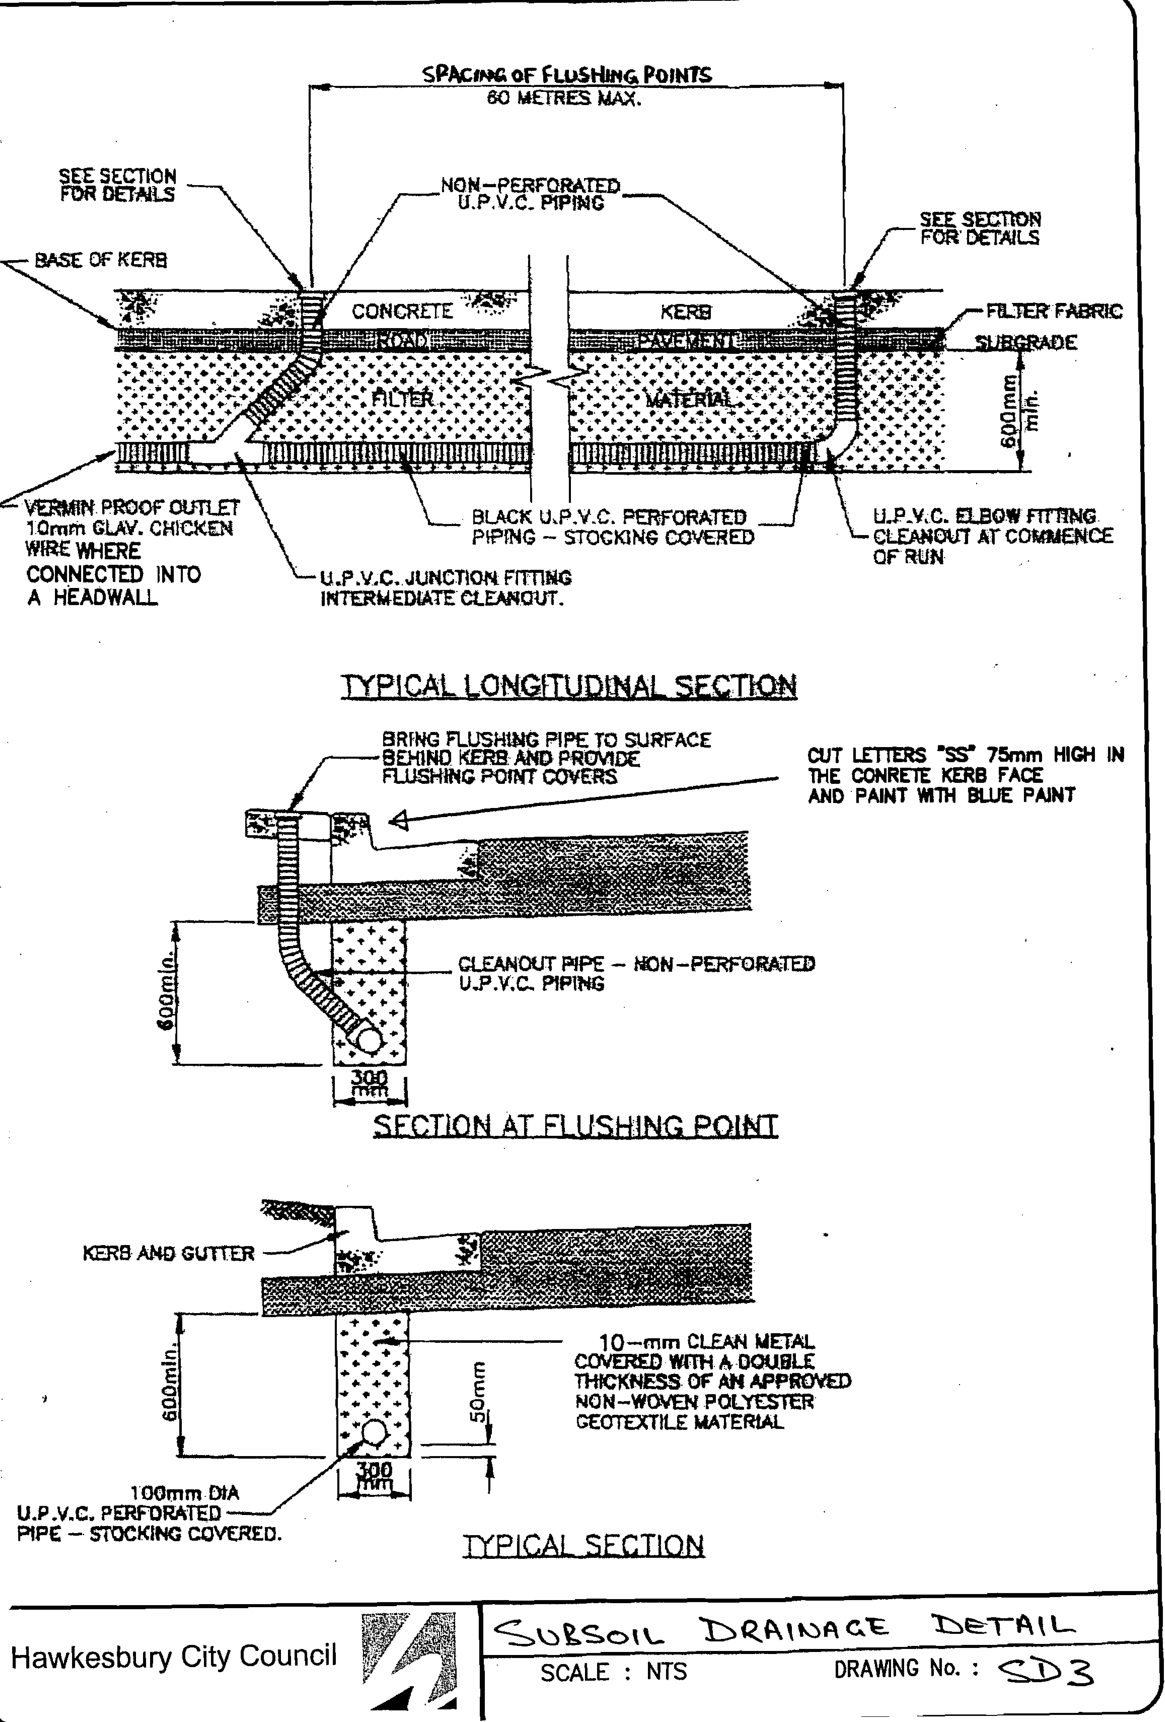 SPACING OF FLUSHING POINTS
60 METRES MAX.
SEE SECTION
FOR DETAILS
NON-PERFORATED
U.P.V.C. PIPING
SEE SECTION
FOR DETAILS
BASE OF KERB
CONCRETE
KERB
FILTER FABRIC
ROAD
PAVEMENT
SUBGRADE
FILTER
MATERIAL
600mm
min.
VERMIN PROOF OUTLET
10mm GLAV. CHICKEN
WIRE WHERE
CONNECTED INTO
A HEADWALL
BLACK U.P.V.C. PERFORATED
PIPING - STOCKING COVERED
U.P.V.C. ELBOW FITTING
CLEANOUT AT COMMENCE
OF RUN
U.P.V.C. JUNCTION FITTING
INTERMEDIATE CLEANOUT.
TYPICAL LONGITUDINAL SECTION
BRING FLUSHING PIPE TO SURFACE
BEHIND KERB AND PROVIDE
FLUSHING POINT COVERS
CUT LETTERS "SS" 75mm HIGH IN
THE CONRETE KERB FACE
AND PAINT WITH BLUE PAINT
CLEANOUT PIPE - NON-PERFORATED
U.P.V.C. PIPING
600min.
300
mm
SECTION AT FLUSHING POINT
KERB AND GUTTER
600min.
10-mm CLEAN METAL
COVERED WITH A DOUBLE
THICKNESS OF AN APPROVED
NON-WOVEN POLYESTER
GEOTEXTILE MATERIAL
50mm
300
mm
100mm DIA
U.P.V.C. PERFORATED
PIPE - STOCKING COVERED.
TYPICAL SECTION
Hawkesbury City Council
SUBSOIL DRAINAGE DETAIL
SCALE : NTS
DRAWING No. : SD3